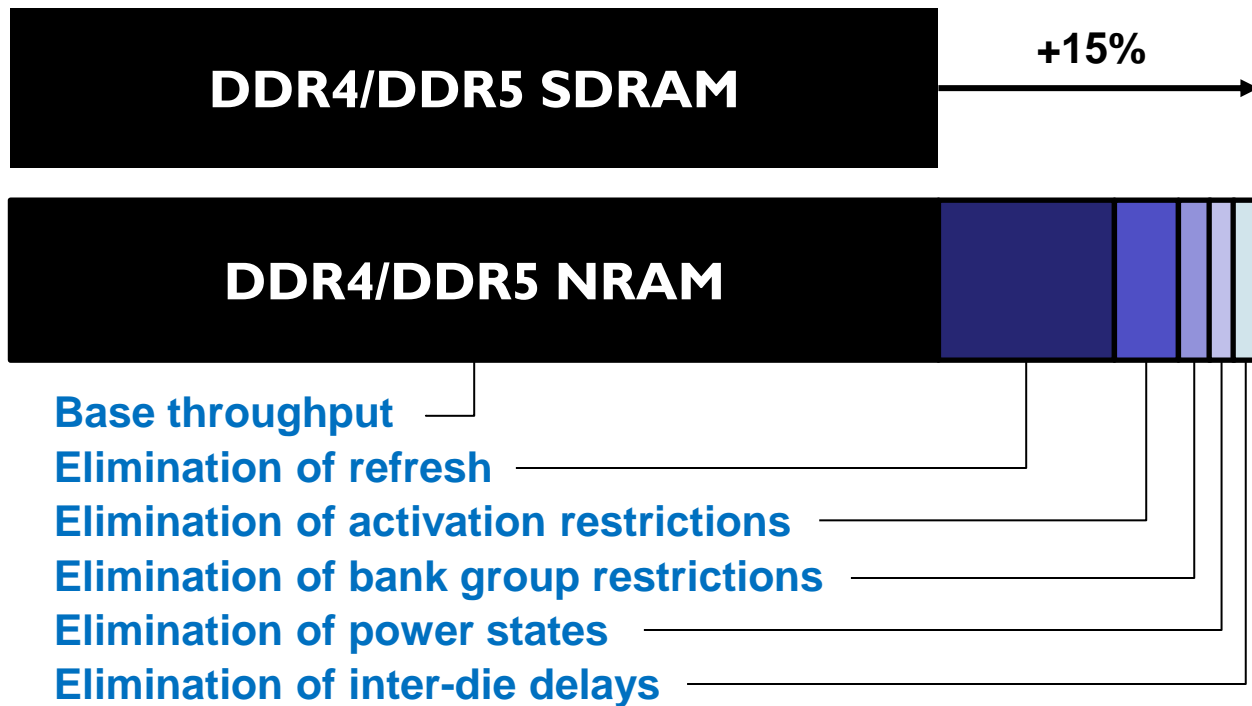 DDR4/DDR5 SDRAM
+15%
DDR4/DDR5 NRAM
Base throughput
Elimination of refresh
Elimination of activation restrictions
Elimination of bank group restrictions
Elimination of power states
Elimination of inter-die delays